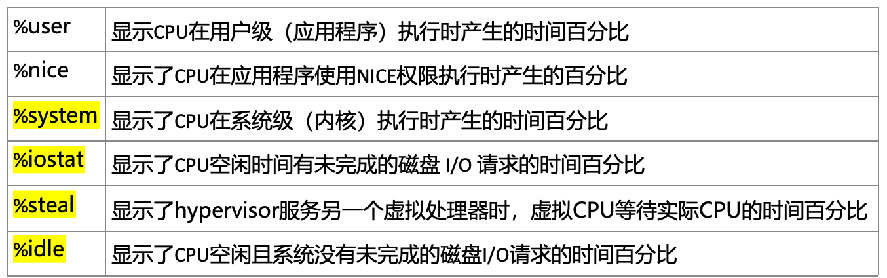 %user 显示CPU在用户级（应用程序）执行时产生的时间百分比
%nice 显示了CPU在应用程序使用NICE权限执行时产生的百分比
%system 显示了CPU在系统级（内核）执行时产生的时间百分比
%iostat 显示了CPU空闲时间有未完成的磁盘 I/O 请求的时间百分比
%steal 显示了hypervisor服务另一个虚拟处理器时，虚拟CPU等待实际CPU的时间百分比
%idle 显示了CPU空闲且系统没有未完成的磁盘I/O请求的时间百分比